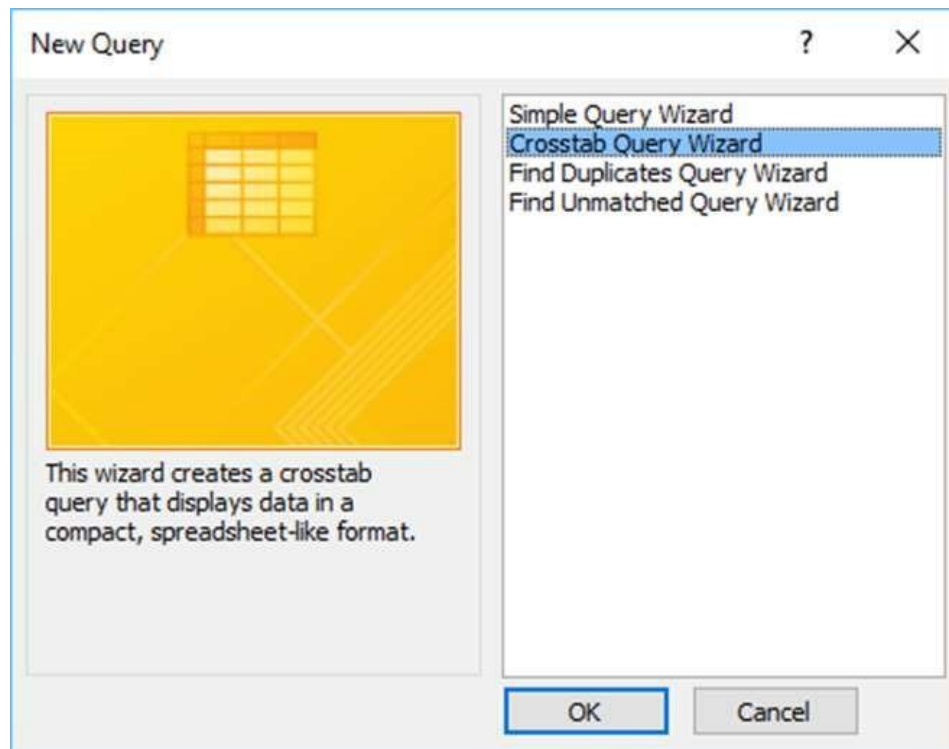 New Query
?
Simple Query Wizard
Crosstab Query Wizard
Find Duplicates Query Wizard
Find Unmatched Query Wizard
This wizard creates a crosstab
query that displays data in a
compact, spreadsheet-like format.
OK
Cancel